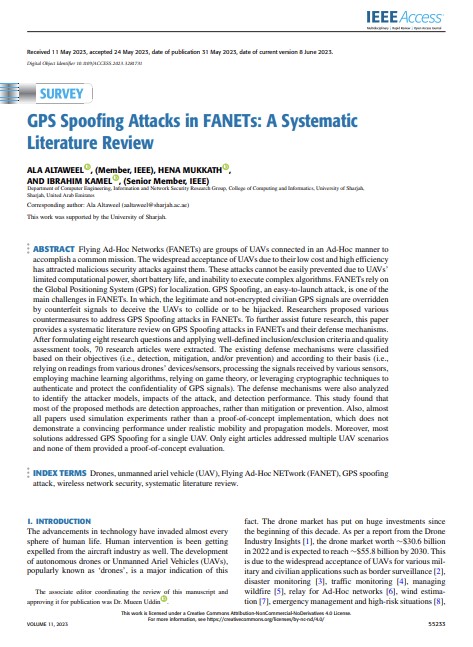 IEEE Access
Multidisciplinary | Rapid Review | Open Access Journal
Received 11 May 2023, accepted 24 May 2023, date of publication 31 May 2023, date of current version 8 June 2023.
Digital Object Identifier 10.1109/ACCESS.2023.3281731
SURVEY
GPS Spoofing Attacks in FANETs: A Systematic
Literature Review
ALA ALTAWEEL, (Member, IEEE), HENA MUKKATH,
AND IBRAHIM KAMEL, (Senior Member, IEEE)
Department of Computer Engineering, Information and Network Security Research Group, College of Computing and Informatics, University of Sharjah,
Sharjah, United Arab Emirates
Corresponding author: Ala Altaweel (aaltaweel@sharjah.ac.ae)
This work was supported by the University of Sharjah.
ABSTRACT Flying Ad-Hoc Networks (FANETs) are groups of UAVs connected in an Ad-Hoc manner to
accomplish a common mission. The widespread acceptance of UAVs due to their low cost and high efficiency
has attracted malicious security attacks against them. These attacks cannot be easily prevented due to UAVs'
limited computational power, short battery life, and inability to execute complex algorithms. FANETs rely on
the Global Positioning System (GPS) for localization. GPS Spoofing, an easy-to-launch attack, is one of the
main challenges in FANETs. In which, the legitimate and not-encrypted civilian GPS signals are overridden
by counterfeit signals to deceive the UAVs to collide or to be hijacked. Researchers proposed various
countermeasures to address GPS Spoofing attacks in FANETs. To further assist future research, this paper
provides a systematic literature review on GPS Spoofing attacks in FANETs and their defense mechanisms.
After formulating eight research questions and applying well-defined inclusion/exclusion criteria and quality
assessment tools, 70 research articles were extracted. The existing defense mechanisms were classified
based on their objectives (i.e., detection, mitigation, and/or prevention) and according to their basis (i.e.,
relying on readings from various drones' devices/sensors, processing the signals received by various sensors,
employing machine learning algorithms, relying on game theory, or leveraging cryptographic techniques to
authenticate and protect the confidentiality of GPS signals). The defense mechanisms were also analyzed
to identify the attacker models, impacts of the attack, and detection performance. This study found that
most of the proposed methods are detection approaches, rather than mitigation or prevention. Also, almost
all papers used simulation experiments rather than a proof-of-concept implementation, which does not
demonstrate a convincing performance under realistic mobility and propagation models. Moreover, most
solutions addressed GPS Spoofing for a single UAV. Only eight articles addressed multiple UAV scenarios
and none of them provided a proof-of-concept evaluation.
INDEX TERMS Drones, unmanned ariel vehicle (UAV), Flying Ad-Hoc NETwork (FANET), GPS spoofing
attack, wireless network security, systematic literature review.
I. INTRODUCTION
The advancements in technology have invaded almost every
sphere of human life. Human intervention is been getting
expelled from the aircraft industry as well. The development
of autonomous drones or Unmanned Ariel Vehicles (UAVs),
popularly known as 'drones', is a major indication of this
The associate editor coordinating the review of this manuscript and
approving it for publication was Dr. Mueen Uddin.
fact. The drone market has put on huge investments since
the beginning of this decade. As per a report from the Drone
Industry Insights [1], the drone market worth ~$30.6 billion
in 2022 and is expected to reach ~$55.8 billion by 2030. This
is due to the widespread acceptance of UAVs for various mil-
itary and civilian applications such as border surveillance [2],
disaster monitoring [3], traffic monitoring [4], managing
wildfire [5], relay for Ad-Hoc networks [6], wind estima-
tion [7], emergency management and high-risk situations [8],
This work is licensed under a Creative Commons Attribution-NonCommercial-NoDerivatives 4.0 License.
For more information, see https://creativecommons.org/licenses/by-nc-nd/4.0/
VOLUME 11, 2023
55233